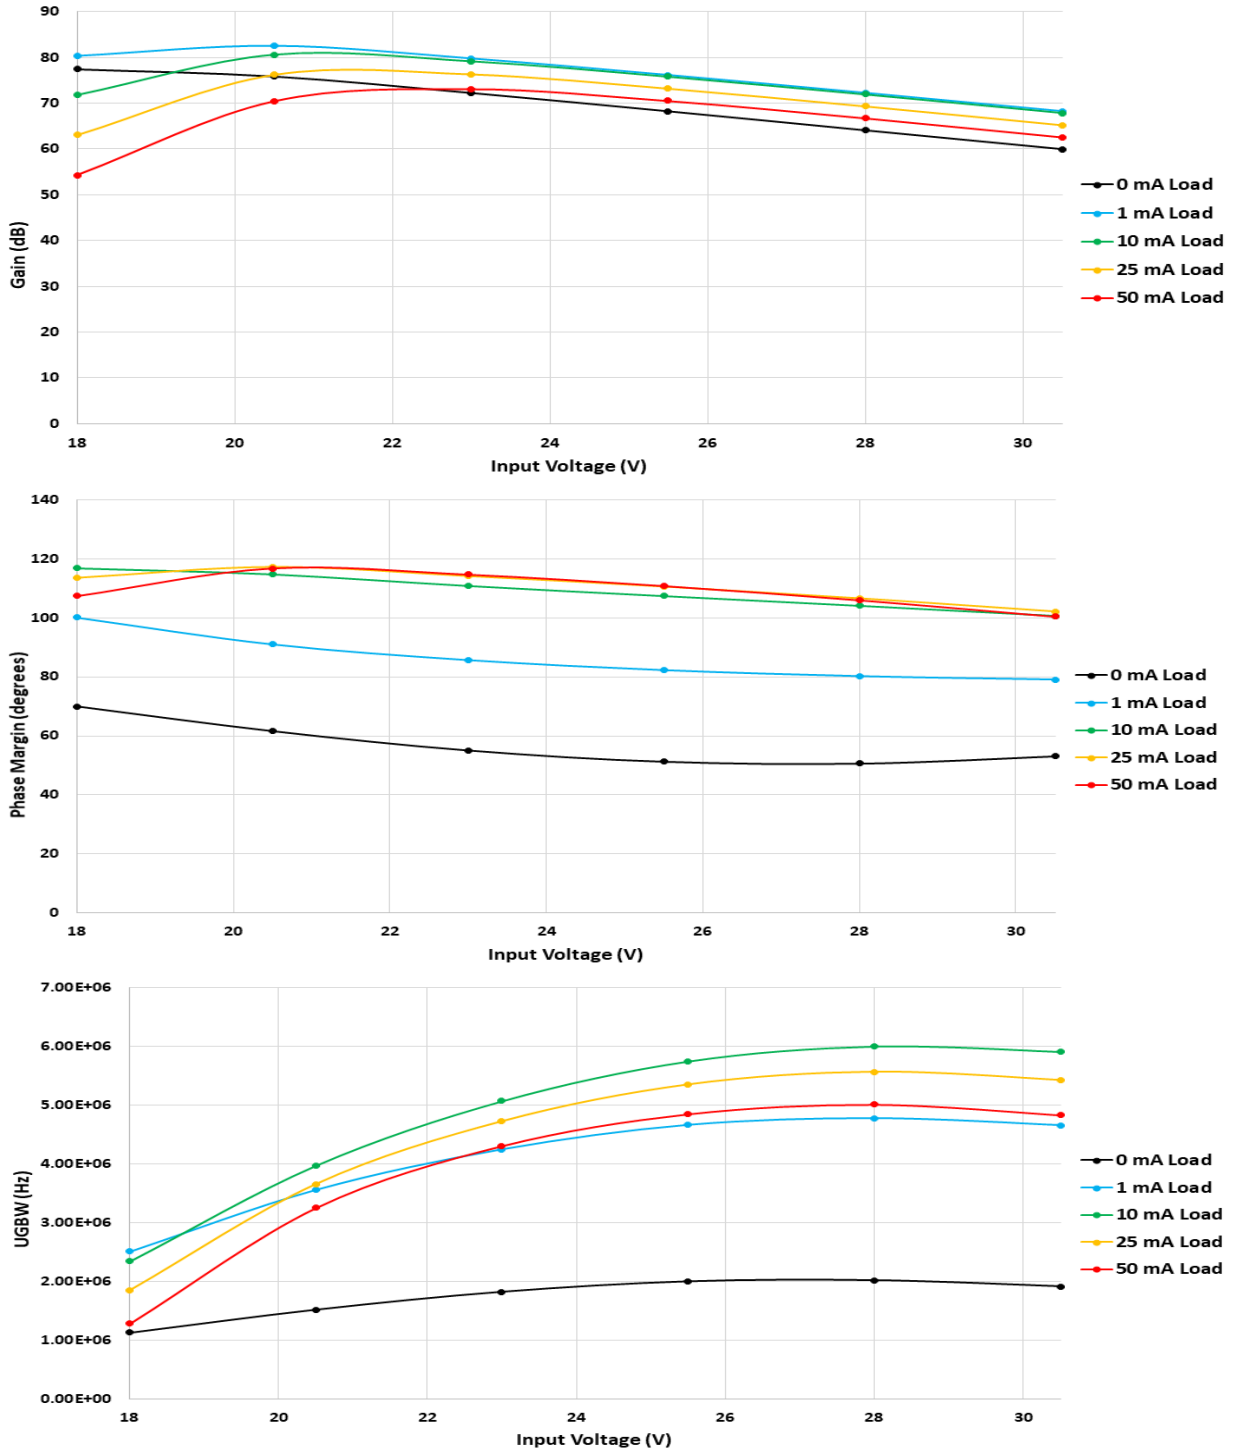 90
80
70
60
50
40
30
20
10
0
Gain (dB)
18 20 22 24 26 28 30
Input Voltage (V)
0 mA Load
1 mA Load
10 mA Load
25 mA Load
50 mA Load
140
120
100
80
60
40
20
0
Phase Margin (degrees)
18 20 22 24 26 28 30
Input Voltage (V)
0 mA Load
1 mA Load
10 mA Load
25 mA Load
50 mA Load
7.00E+06
6.00E+06
5.00E+06
4.00E+06
3.00E+06
2.00E+06
1.00E+06
0.00E+00
UGBW (Hz)
18 20 22 24 26 28 30
Input Voltage (V)
0 mA Load
1 mA Load
10 mA Load
25 mA Load
50 mA Load